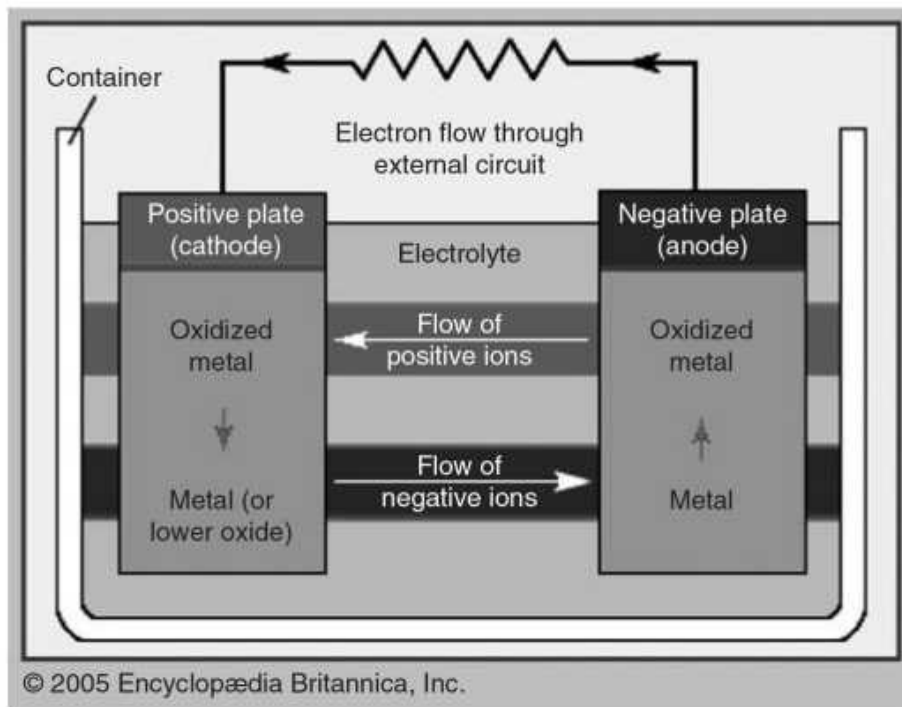 Container
Electron flow through
external circuit
Positive plate
(cathode)
Negative plate
(anode)
Electrolyte
Oxidized
metal
Flow of
positive ions
Oxidized
metal
Metal (or
lower oxide)
Flow of
negative ions
Metal
© 2005 Encyclopædia Britannica, Inc.